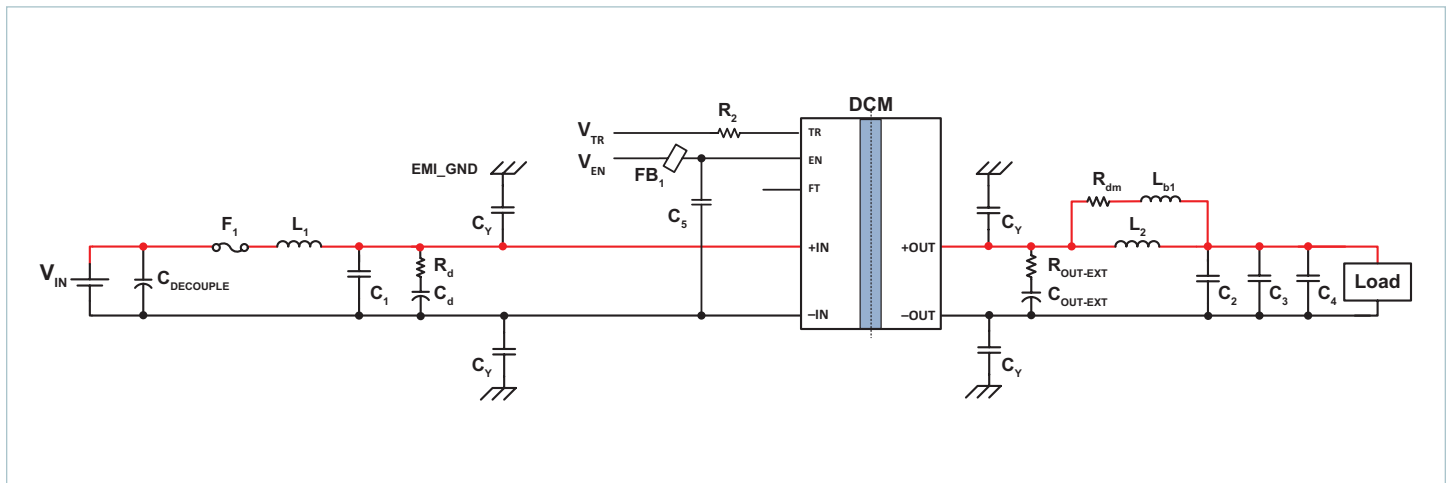 DCM
R2
VTR
TR
VEN
EN
EMI_GND
FB1
FT
Rdm
Lb1
CY
C5
CY
F1
L1
L2
+IN
+OUT
VIN
CDECOUPLE
C1
Rd
Cd
ROUT-EXT
COUT-EXT
C2
C3
C4
Load
–IN
–OUT
CY
CY